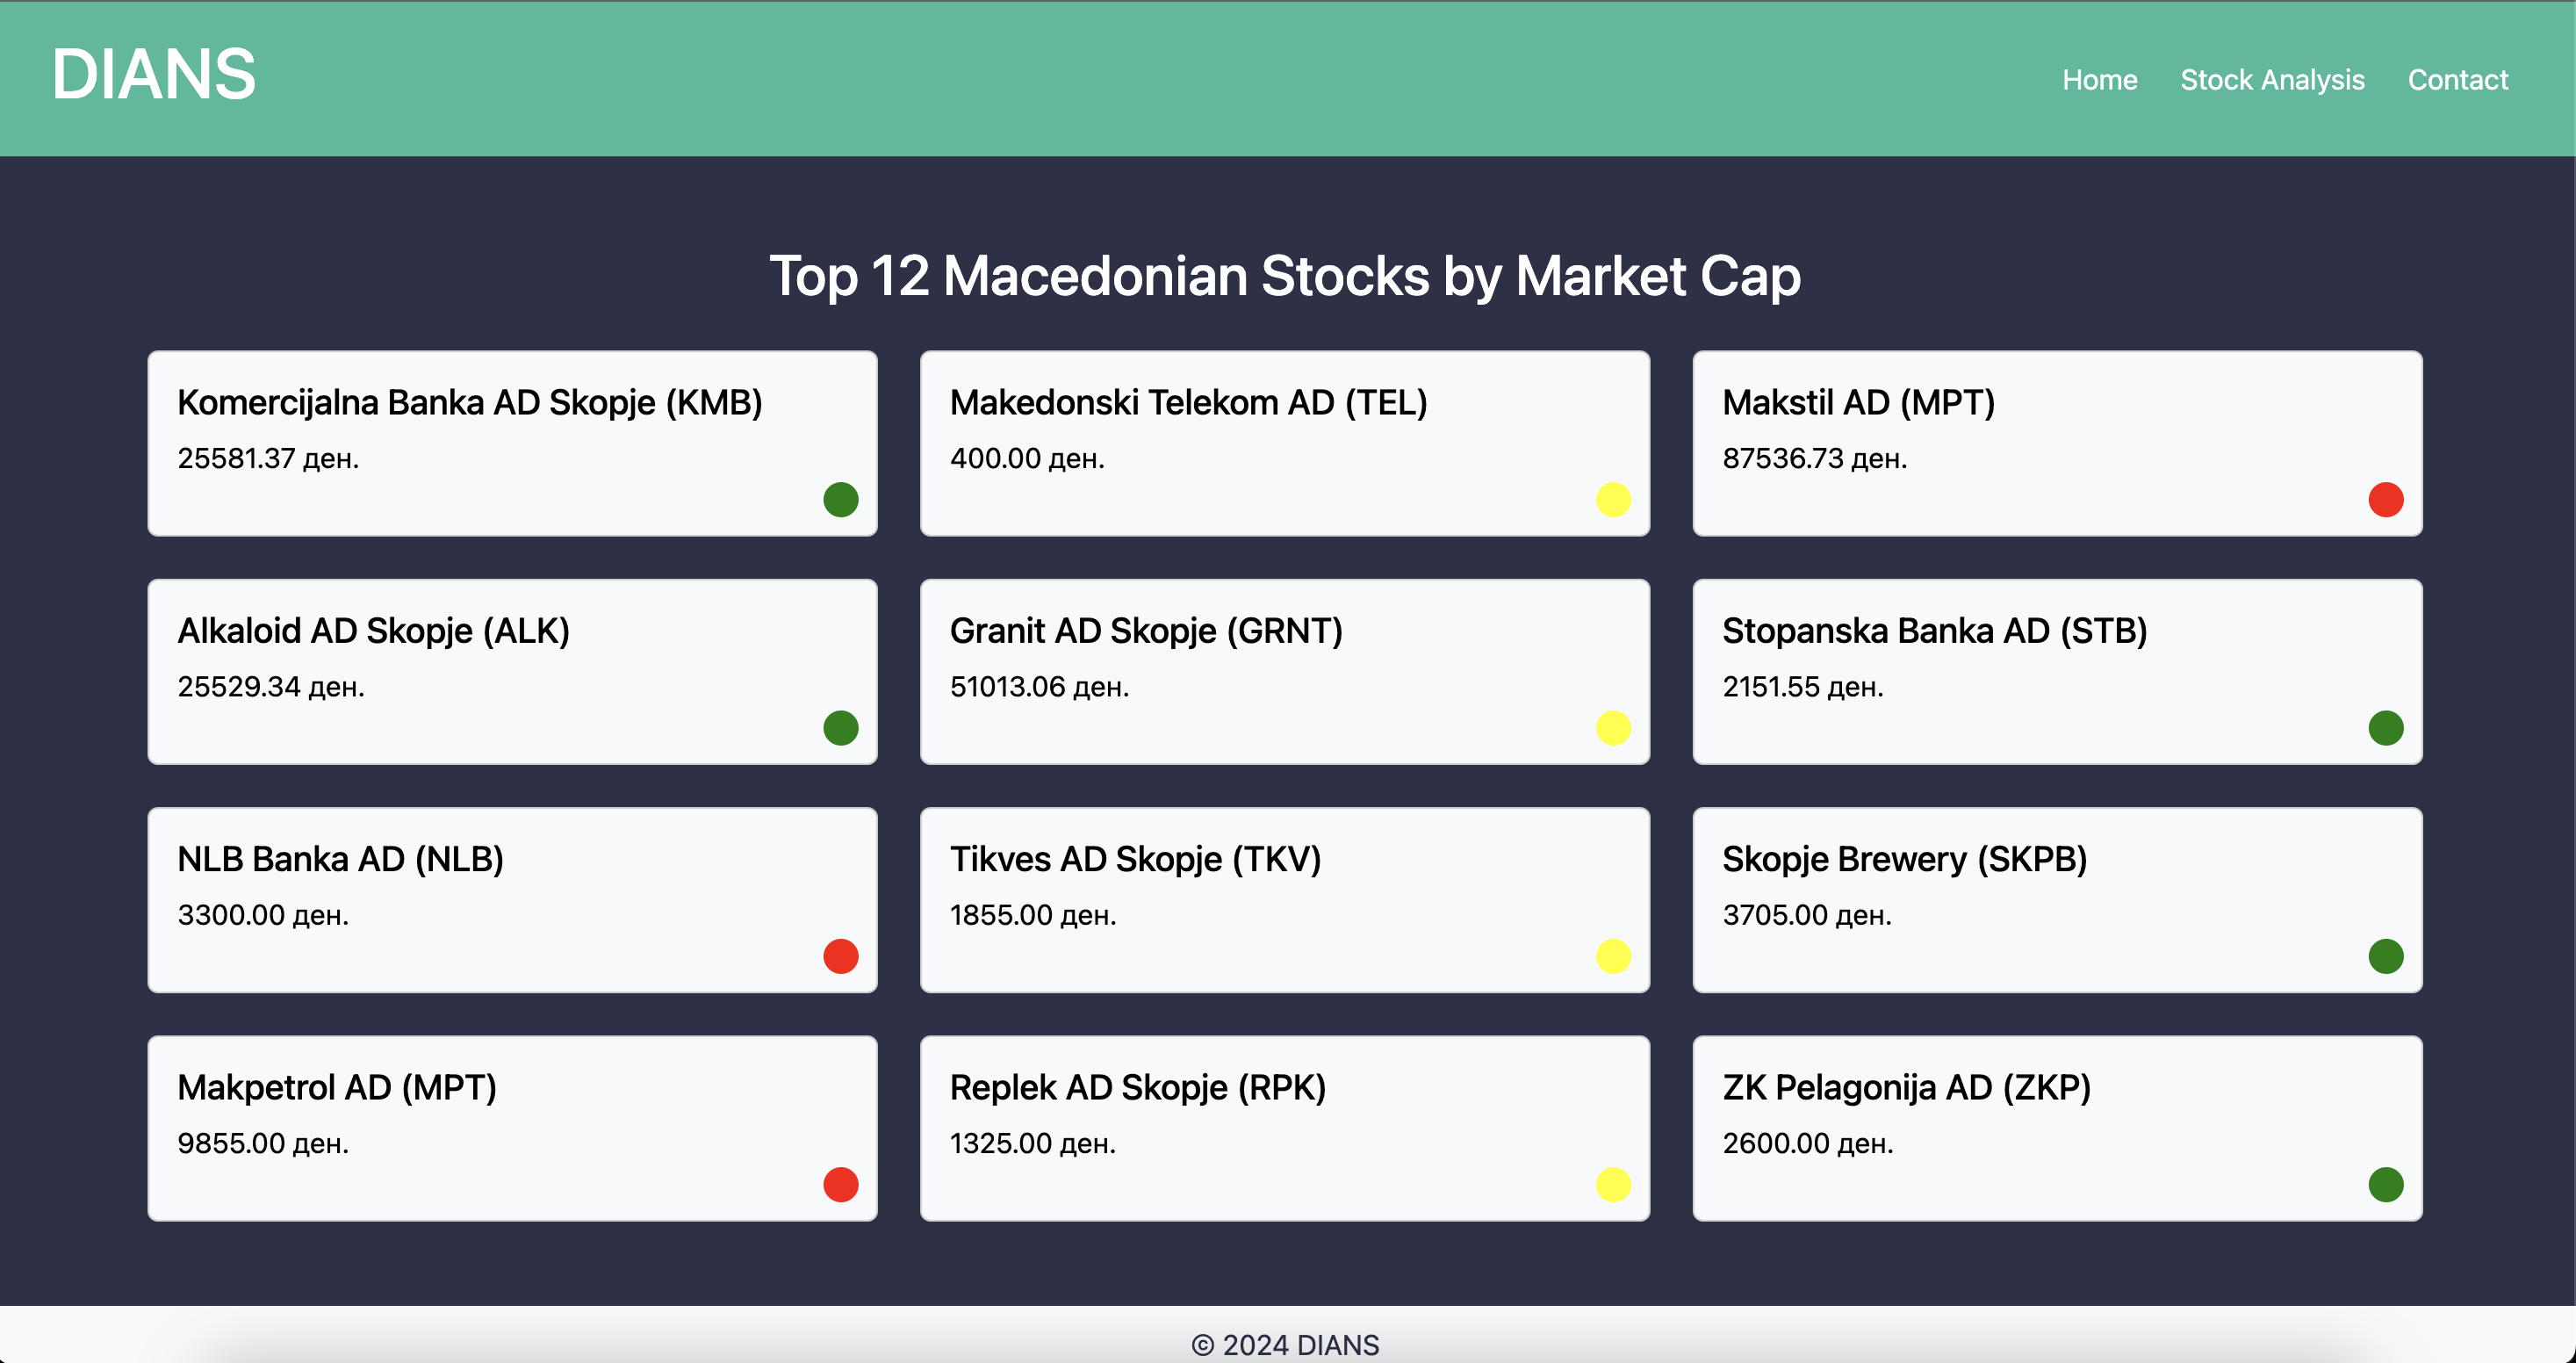 DIANS
Home
Stock Analysis
Contact
Top 12 Macedonian Stocks by Market Cap
Komercijalna Banka AD Skopje (KMB)
25581.37 ден.
Makedonski Telekom AD (TEL)
400.00 ден.
Makstil AD (MPT)
87536.73 ден.
Alkaloid AD Skopje (ALK)
25529.34 ден.
Granit AD Skopje (GRNT)
51013.06 ден.
Stopanska Banka AD (STB)
2151.55 ден.
NLB Banka AD (NLB)
3300.00 ден.
Tikves AD Skopje (TKV)
1855.00 ден.
Skopje Brewery (SKPB)
3705.00 ден.
Makpetrol AD (MPT)
9855.00 ден.
Replek AD Skopje (RPK)
1325.00 ден.
ZK Pelagonija AD (ZKP)
2600.00 ден.
© 2024 DIANS